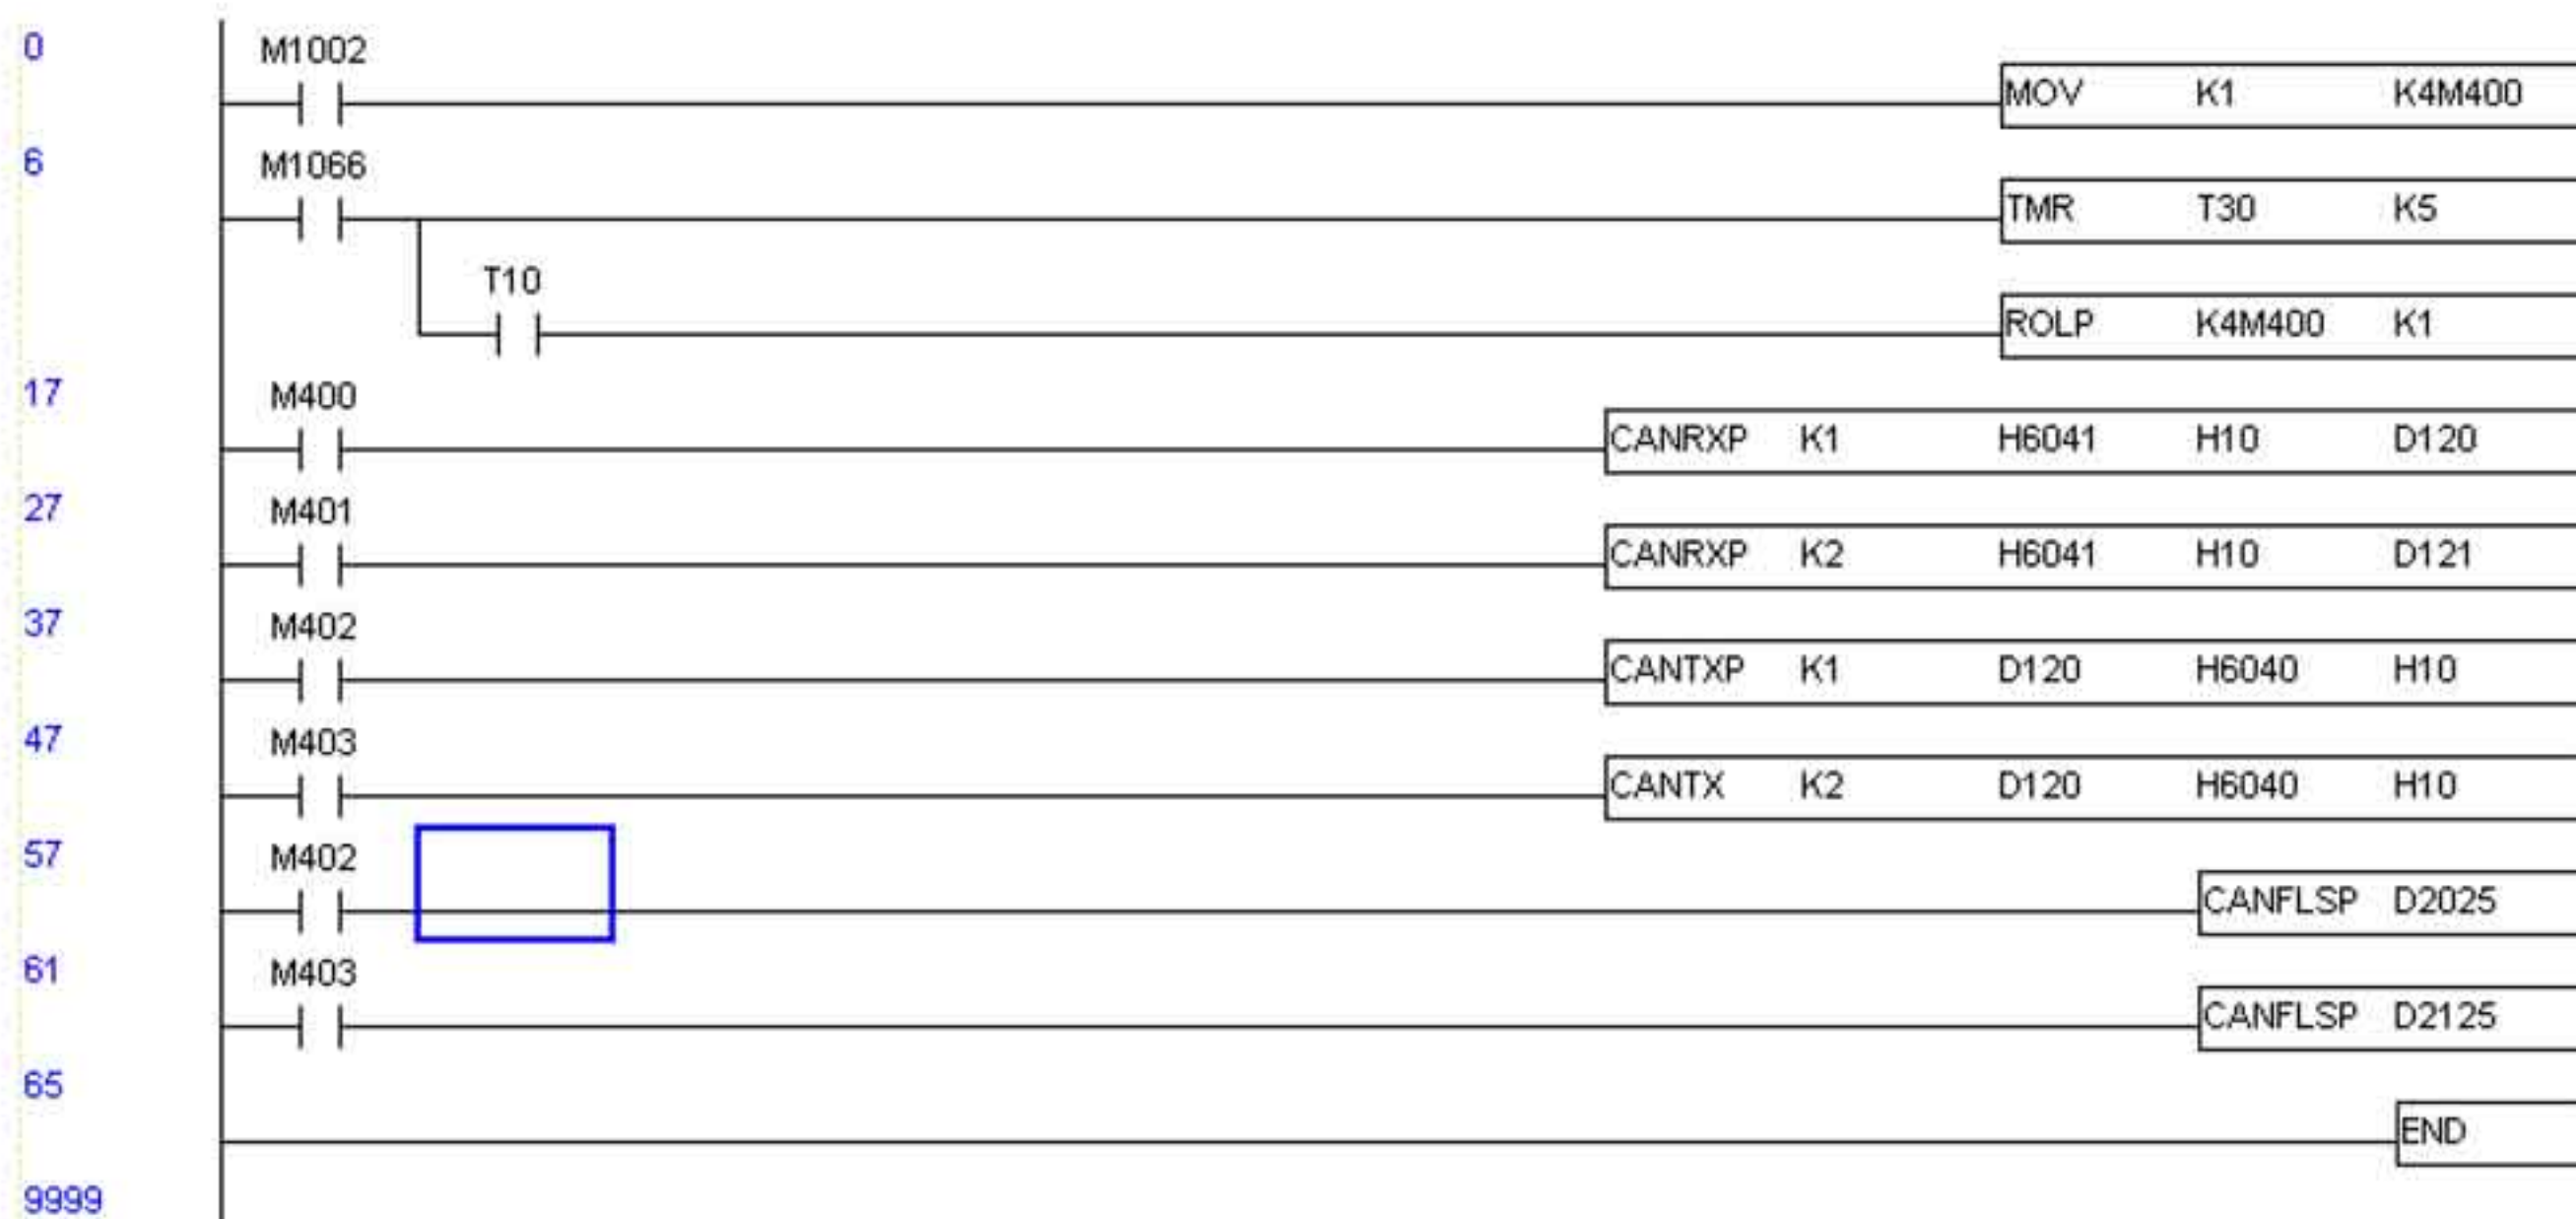 0 M1002
MOV K1 K4M400
6 M1066
TMR T30 K5
T10
ROLP K4M400 K1
17 M400
CANRXP K1 H6041 H10 D120
27 M401
CANRXP K2 H6041 H10 D121
37 M402
CANTXP K1 D120 H6040 H10
47 M403
CANTX K2 D120 H6040 H10
57 M402
CANFLSP D2025
61 M403
CANFLSP D2125
65
END
9999